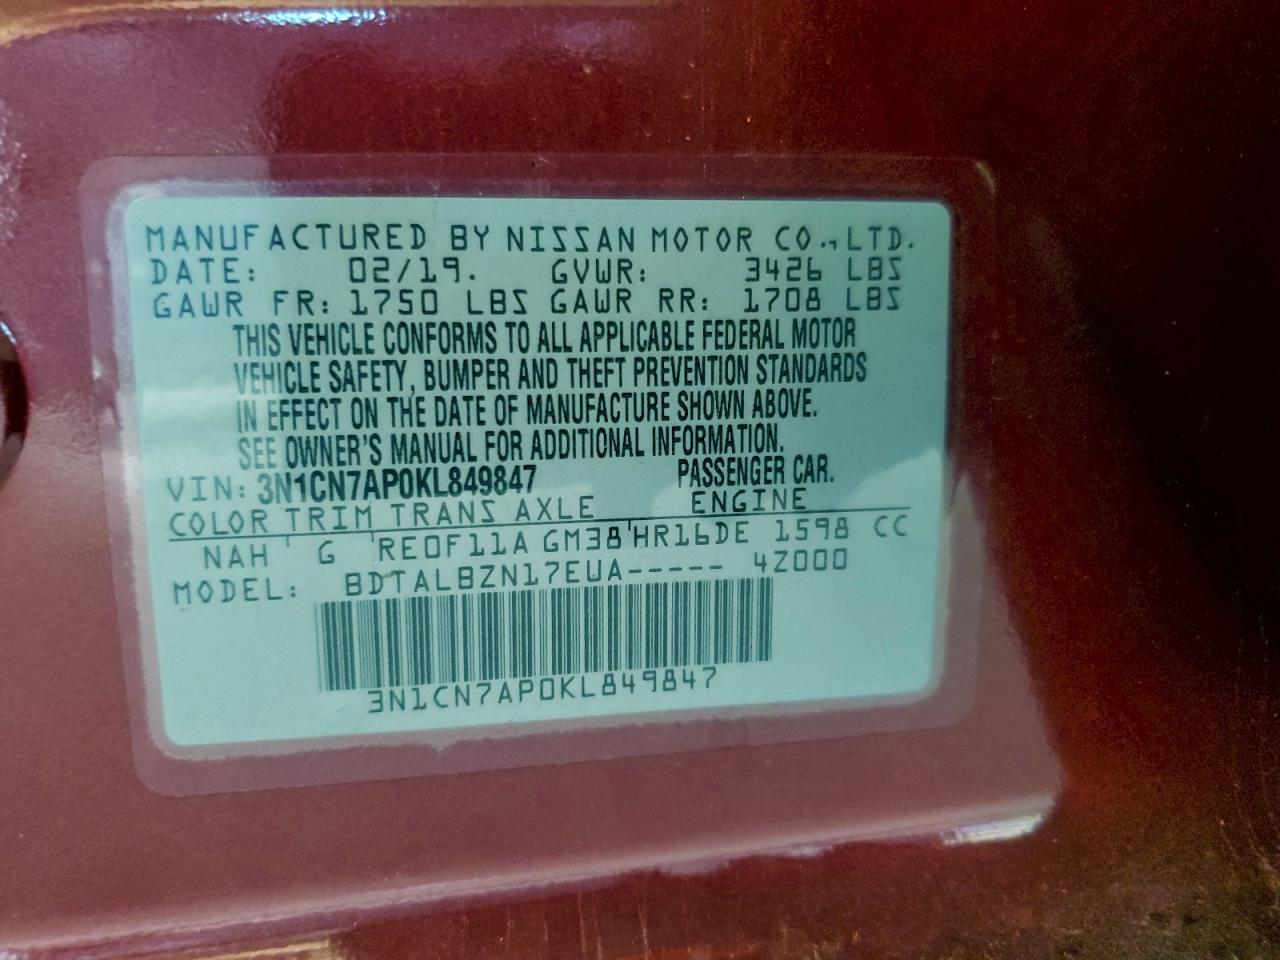 MANUFACTURED BY NISSAN MOTOR CO.,LTD.
DATE: 02/19. GVWR: 3426 LBS
GAWR FR: 1750 LBS GAWR RR: 1708 LBS
THIS VEHICLE CONFORMS TO ALL APPLICABLE FEDERAL MOTOR
VEHICLE SAFETY, BUMPER AND THEFT PREVENTION STANDARDS
IN EFFECT ON THE DATE OF MANUFACTURE SHOWN ABOVE.
SEE OWNER'S MANUAL FOR ADDITIONAL INFORMATION.
VIN: 3N1CN7AP0KL849847 PASSENGER CAR.
COLOR TRIM TRANS AXLE ENGINE
NAH G RE0F11A GM38 HR16DE 1598 CC
MODEL: BDTALBZN17EUA----- 4Z000
3N1CN7AP0KL849847